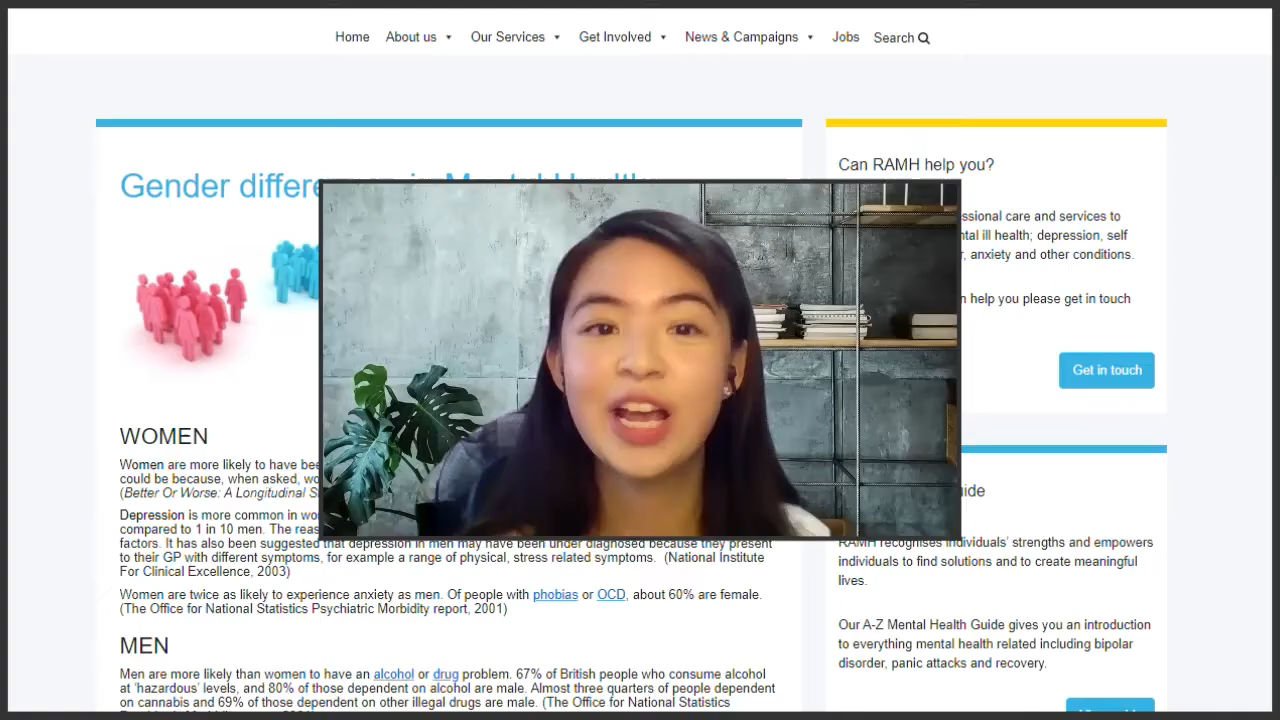 Home About us Our Services Get Involved News & Campaigns Jobs Search
Gender
Can RAMH help you?
care and services to
ill health; depression, self
anxiety and other conditions.
help you please get in touch
Get in touch
WOMEN
Women are more likely to have
could be because, when asked,
(Better Or Worse: A Longitudinal
Depression is more common in
compared to 1 in 10 men. The
factors. It has also been suggested that depression in men may have been under diagnosed because they present
to their GP with different symptoms, for example a range of physical, stress related symptoms. (National Institute
For Clinical Excellence, 2003)
Women are twice as likely to experience anxiety as men. Of people with phobias or OCD, about 60% are female.
(The Office for National Statistics Psychiatric Morbidity report, 2001)
MEN
Men are more likely than women to have an alcohol or drug problem. 67% of British people who consume alcohol
at 'hazardous' levels, and 80% of those dependent on alcohol are male. Almost three quarters of people dependent
on cannabis and 69% of those dependent on other illegal drugs are male. (The Office for National Statistics
RAMH recognises individuals' strengths and empowers
individuals to find solutions and to create meaningful
lives.
Our A-Z Mental Health Guide gives you an introduction
to everything mental health related including bipolar
disorder, panic attacks and recovery.